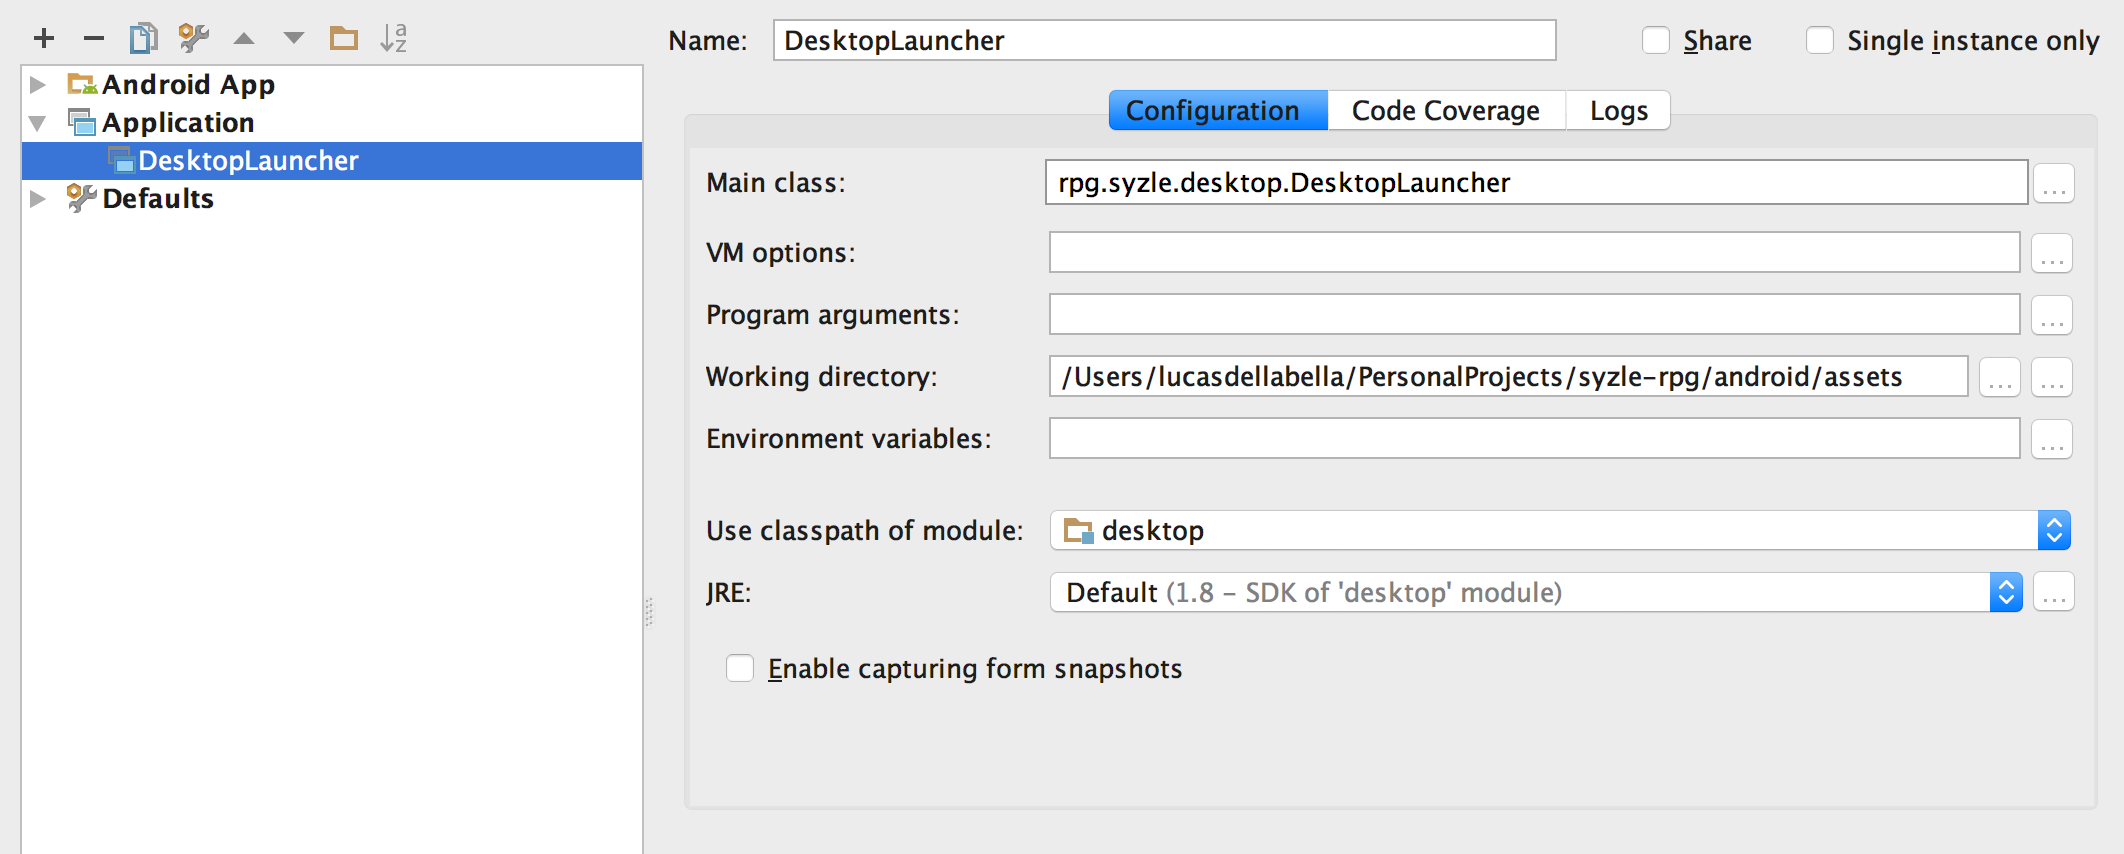 Android App
Application
DesktopLauncher
Defaults
Name: DesktopLauncher Share Single instance only
Configuration Code Coverage Logs
Main class: rpg.syzle.desktop.DesktopLauncher ...
VM options: ...
Program arguments: ...
Working directory: /Users/lucasdellabella/PersonalProjects/syzle-rpg/android/assets ... ...
Environment variables: ...
Use classpath of module: desktop
JRE: Default (1.8 – SDK of 'desktop' module) ...
Enable capturing form snapshots